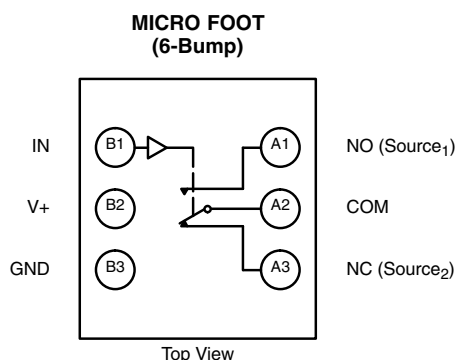 MICRO FOOT
(6-Bump)
IN B1 A1 NO (Source1)
V+ B2 A2 COM
GND B3 A3 NC (Source2)
Top View